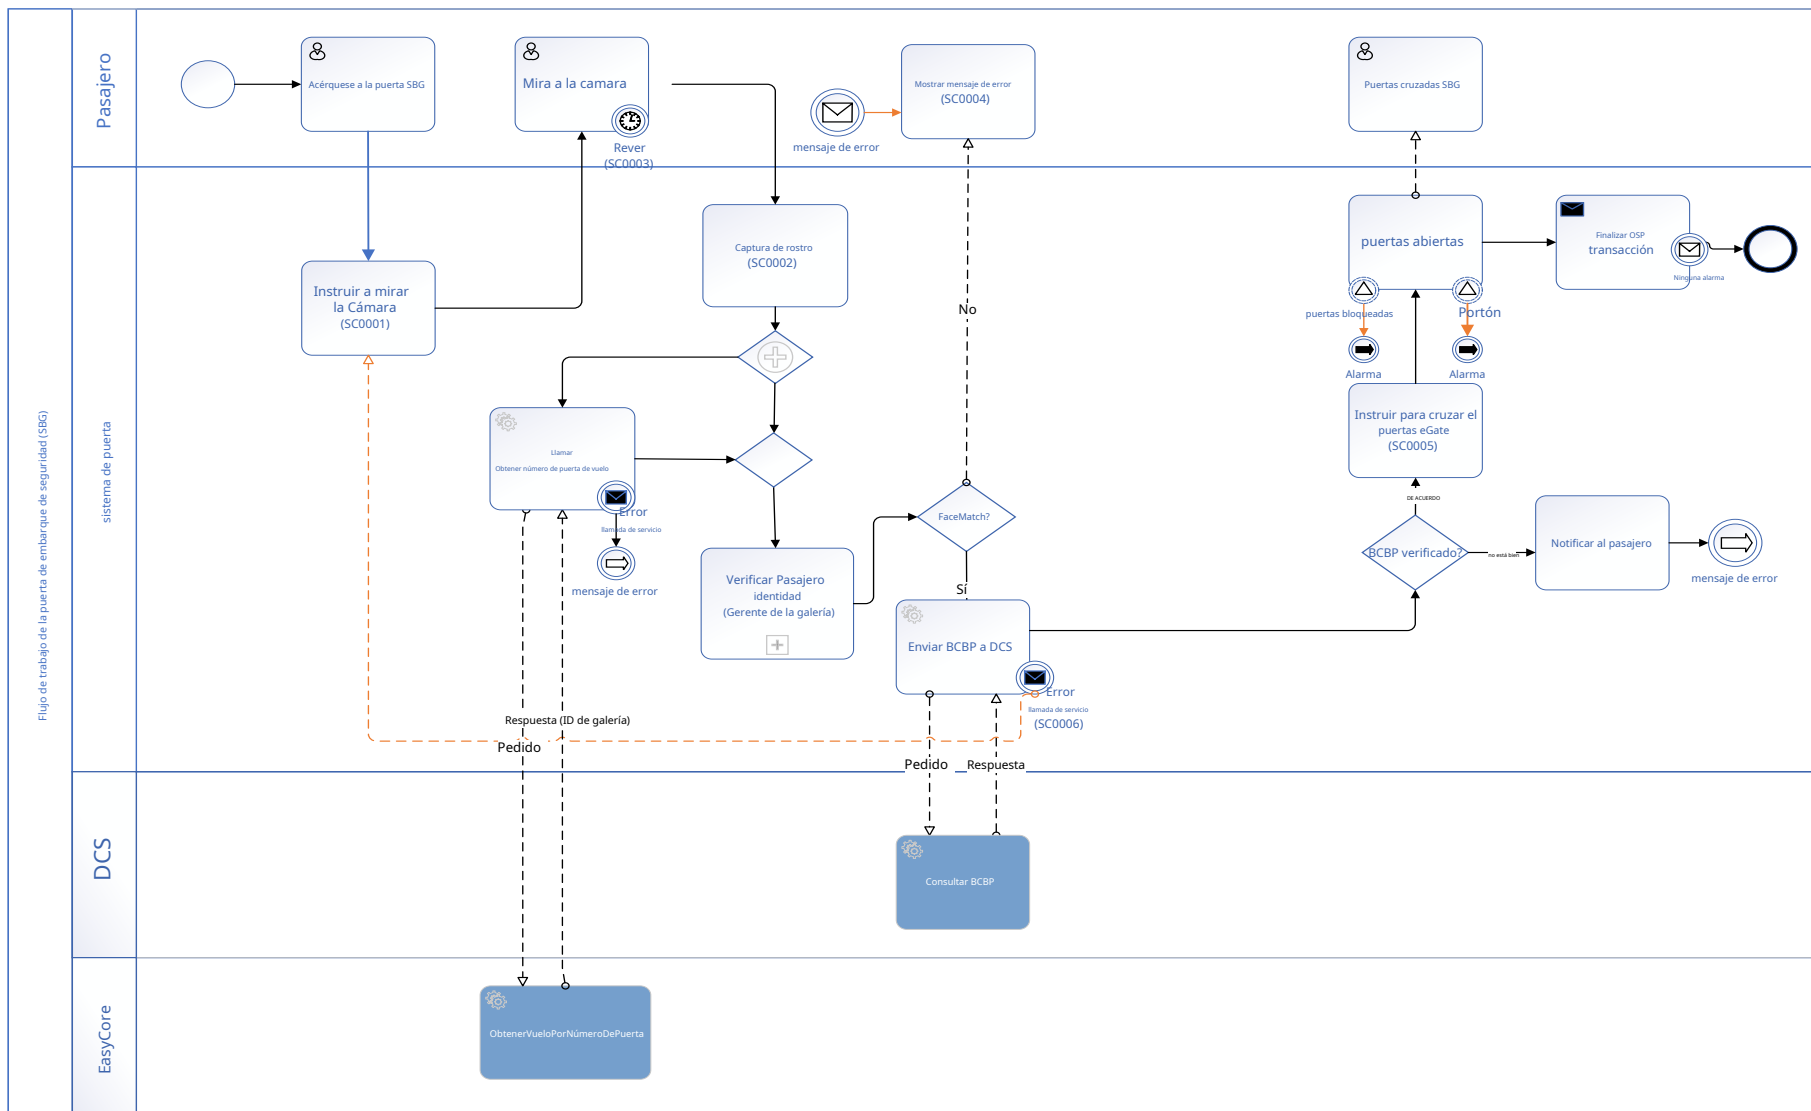 Flujo de trabajo de la puerta de embarque de seguridad (SBG)
Pasajero
Acérquese a la puerta SBG
Mira a la camara
Rever
(SC0003)
mensaje de error
Mostrar mensaje de error
(SC0004)
Puertas cruzadas SBG
sistema de puerta
Instruir a mirar
la Cámara
(SC0001)
Captura de rostro
(SC0002)
Llamar
Obtener número de puerta de vuelo
Error
llamada de servicio
mensaje de error
Verificar Pasajero
identidad
(Gerente de la galería)
FaceMatch?
No
Sí
Enviar BCBP a DCS
Error
llamada de servicio
(SC0006)
puertas abiertas
puertas bloqueadas
Portón
Alarma
Alarma
Finalizar OSP
transacción
Ninguna alarma
Instruir para cruzar el
puertas eGate
(SC0005)
DE ACUERDO
BCBP verificado?
no está bien
Notificar al pasajero
mensaje de error
Respuesta (ID de galería)
Pedido
Pedido
Respuesta
DCS
Consultar BCBP
EasyCore
ObtenerVueloPorNúmeroDePuerta